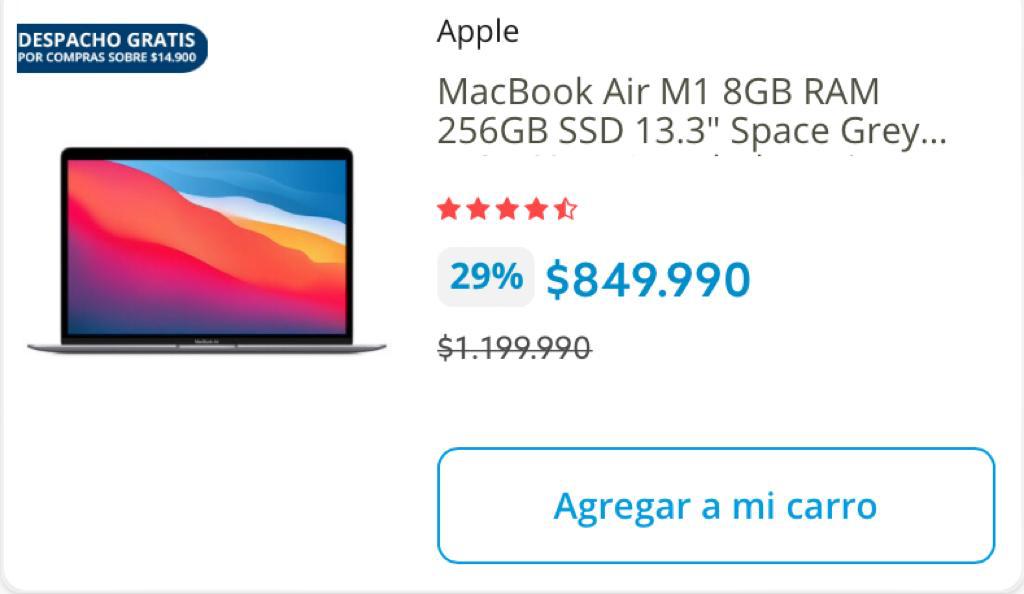 DESPACHO GRATIS
POR COMPRAS SOBRE $14.900
Apple
MacBook Air M1 8GB RAM
256GB SSD 13.3" Space Grey...
29% $849.990
$1.199.990
Agregar a mi carro